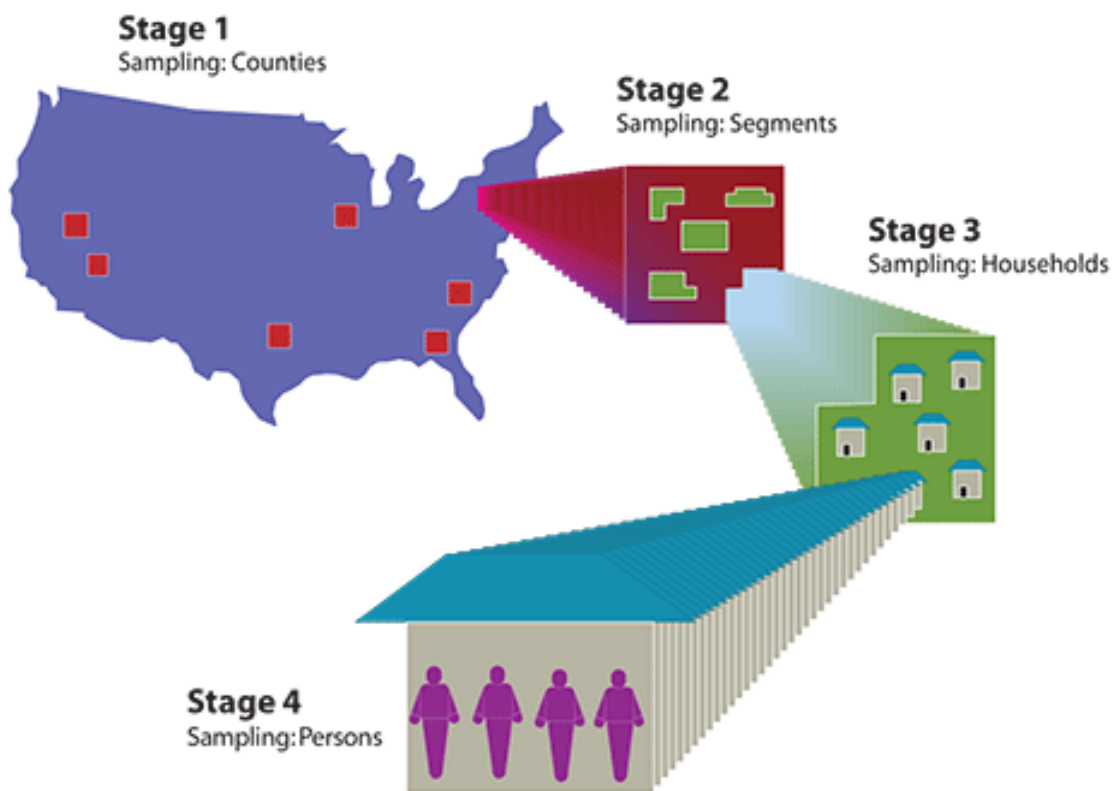 Stage 1
Sampling: Counties
Stage 2
Sampling: Segments
Stage 3
Sampling: Households
Stage 4
Sampling: Persons